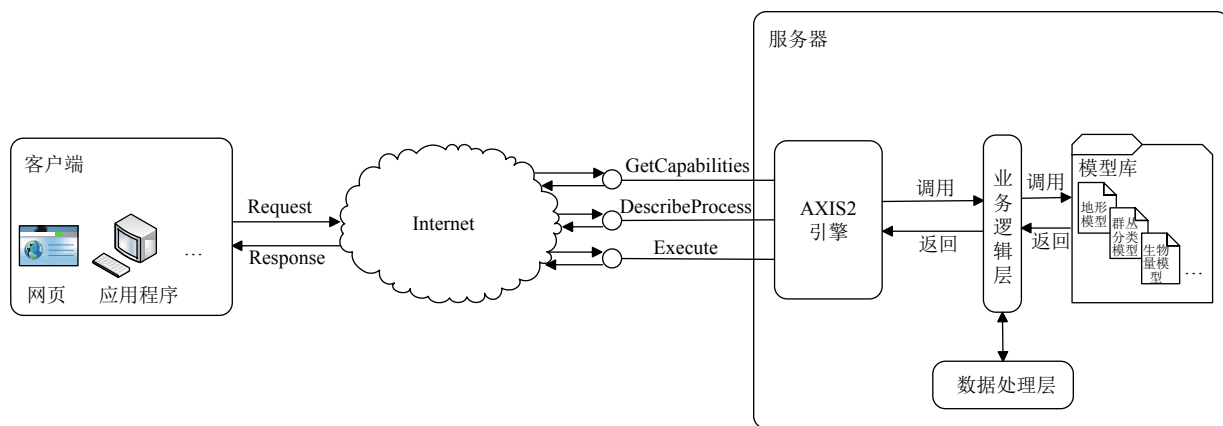 服务器
客户端
网页
应用程序
…
Request
Response
Internet
GetCapabilities
DescribeProcess
Execute
AXIS2
引擎
调用
返回
业
务
逻
辑
层
调用
返回
模型库
地形
模型
群丛
分类
模型
生物
量模
型
…
数据处理层